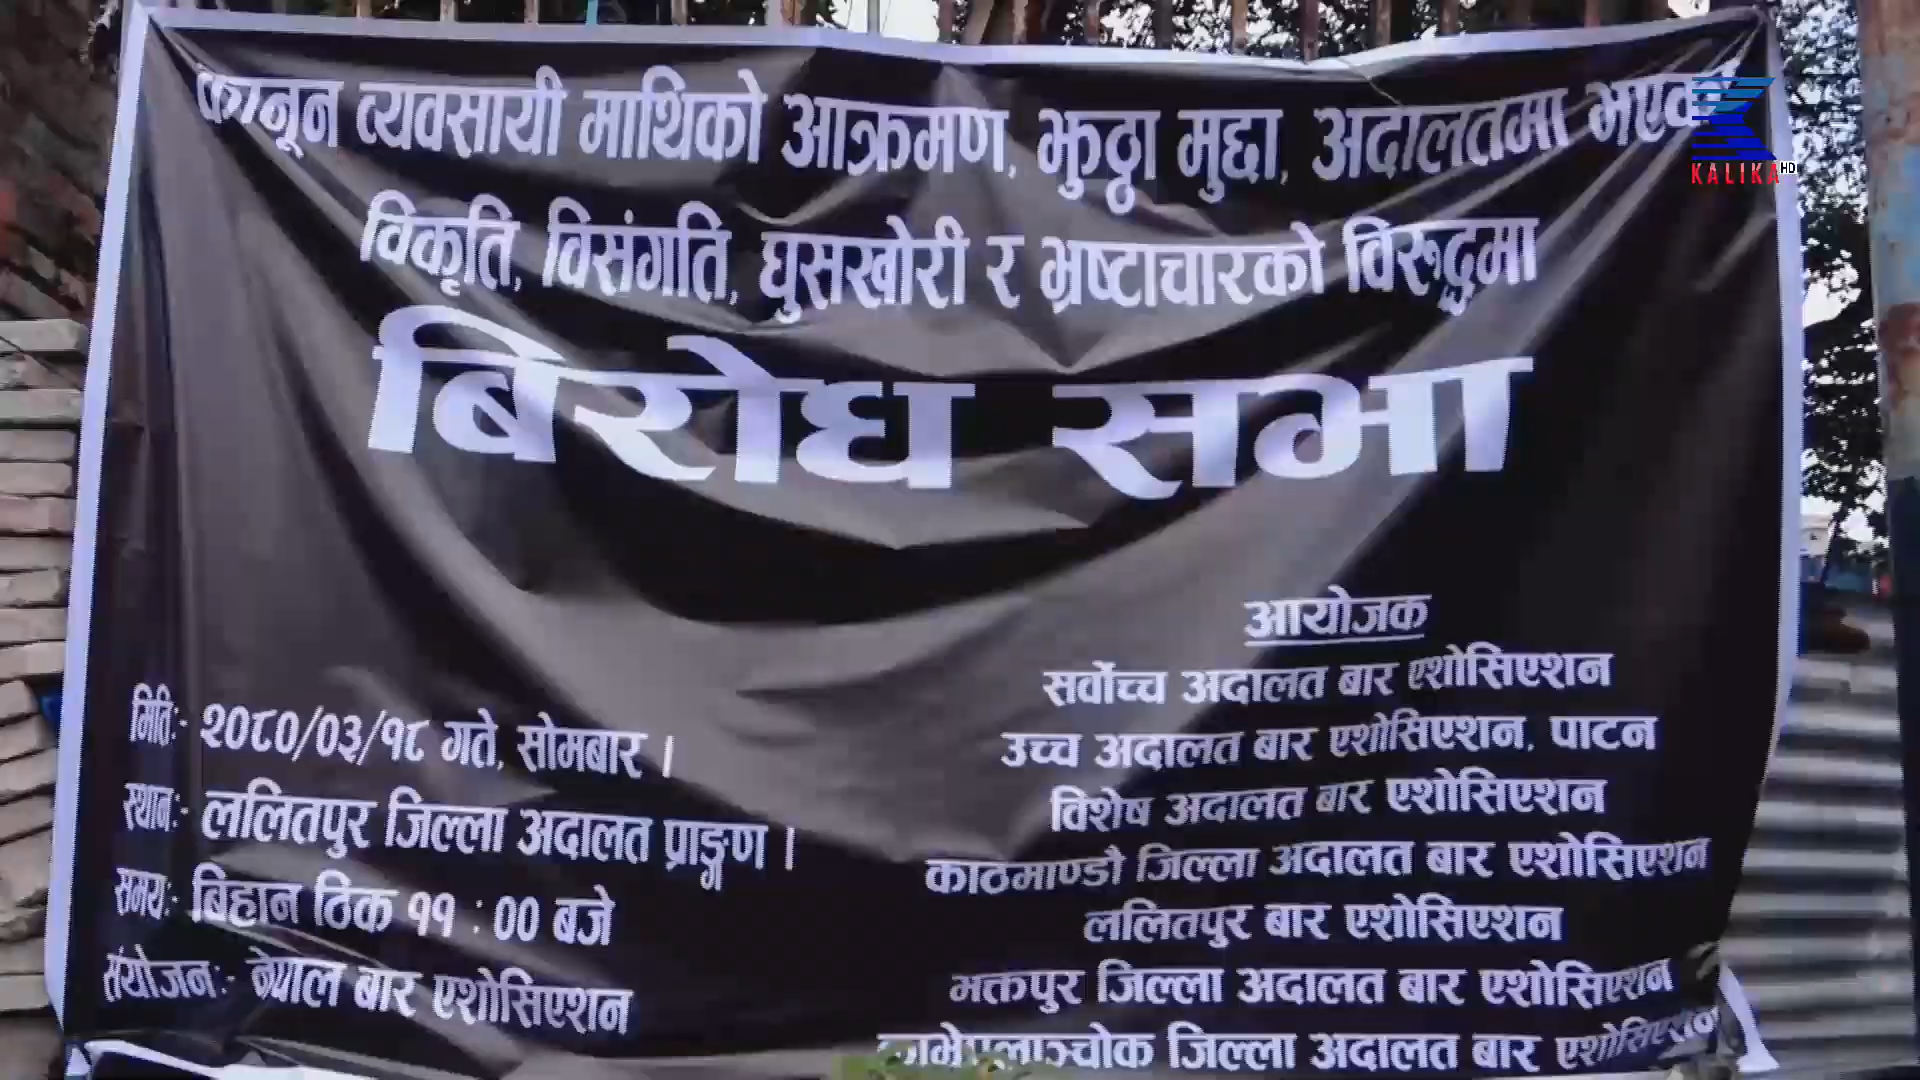 कानून व्यवसायी माथिको आक्रमण, झुठ्ठा मुद्दा, अदालतमा भएका
विकृति, विसंगति, घुसखोरी र भ्रष्टाचारको विरुद्धमा
बिरोध सभा
मितिः- २०८०/०३/१८ गते, सोमबार ।
स्थानः- ललितपुर जिल्ला अदालत प्राङ्गण ।
समयः- बिहान ठिक ११ : ०० बजे
संयोजनः- नेपाल बार एशोसिएशन
आयोजक
सर्वोच्च अदालत बार एशोसिएशन
उच्च अदालत बार एशोसिएशन, पाटन
विशेष अदालत बार एशोसिएशन
काठमाण्डौ जिल्ला अदालत बार एशोसिएशन
ललितपुर बार एशोसिएशन
भक्तपुर जिल्ला अदालत बार एशोसिएशन
काभ्रेपलाञ्चोक जिल्ला अदालत बार एशोसिएशन
KALIKA HD